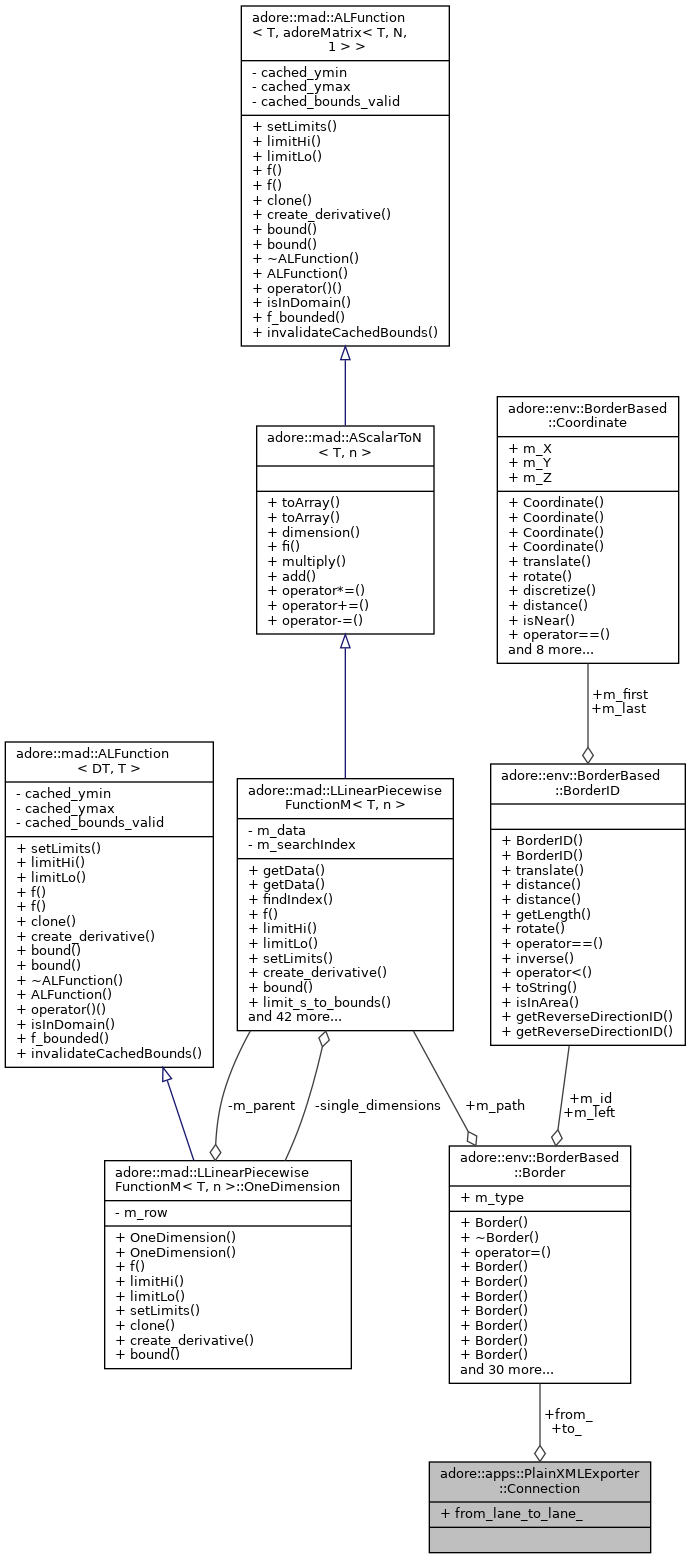 adore::mad::ALFunction
< T, adoreMatrix< T, N,
1 > >
- cached_ymin
- cached_ymax
- cached_bounds_valid
+ setLimits()
+ limitHi()
+ limitLo()
+ f()
+ f()
+ clone()
+ create_derivative()
+ bound()
+ bound()
+ ~ALFunction()
+ ALFunction()
+ operator()()
+ isInDomain()
+ f_bounded()
+ invalidateCachedBounds()
adore::mad::AScalarToN
< T, n >
+ toArray()
+ toArray()
+ dimension()
+ fi()
+ multiply()
+ add()
+ operator*=()
+ operator+=()
+ operator-=()
adore::env::BorderBased
::Coordinate
+ m_X
+ m_Y
+ m_Z
+ Coordinate()
+ Coordinate()
+ Coordinate()
+ Coordinate()
+ translate()
+ rotate()
+ discretize()
+ distance()
+ isNear()
+ operator==()
and 8 more...
+m_first
+m_last
adore::mad::ALFunction
< DT, T >
- cached_ymin
- cached_ymax
- cached_bounds_valid
+ setLimits()
+ limitHi()
+ limitLo()
+ f()
+ f()
+ clone()
+ create_derivative()
+ bound()
+ bound()
+ ~ALFunction()
+ ALFunction()
+ operator()()
+ isInDomain()
+ f_bounded()
+ invalidateCachedBounds()
adore::mad::LLinearPiecewise
FunctionM< T, n >
- m_data
- m_searchIndex
+ getData()
+ getData()
+ findIndex()
+ f()
+ limitHi()
+ limitLo()
+ setLimits()
+ create_derivative()
+ bound()
+ limit_s_to_bounds()
and 42 more...
adore::env::BorderBased
::BorderID
+ BorderID()
+ BorderID()
+ translate()
+ distance()
+ distance()
+ getLength()
+ rotate()
+ operator==()
+ inverse()
+ operator<()
+ toString()
+ isInArea()
+ getReverseDirectionID()
+ getReverseDirectionID()
-m_parent
-single_dimensions
+m_path
+m_id
+m_left
adore::mad::LLinearPiecewise
FunctionM< T, n >::OneDimension
- m_row
+ OneDimension()
+ OneDimension()
+ f()
+ limitHi()
+ limitLo()
+ setLimits()
+ clone()
+ create_derivative()
+ bound()
adore::env::BorderBased
::Border
+ m_type
+ Border()
+ ~Border()
+ operator=()
+ Border()
+ Border()
+ Border()
+ Border()
+ Border()
+ Border()
+ Border()
and 30 more...
+from_
+to_
adore::apps::PlainXMLExporter
::Connection
+ from_lane_to_lane_